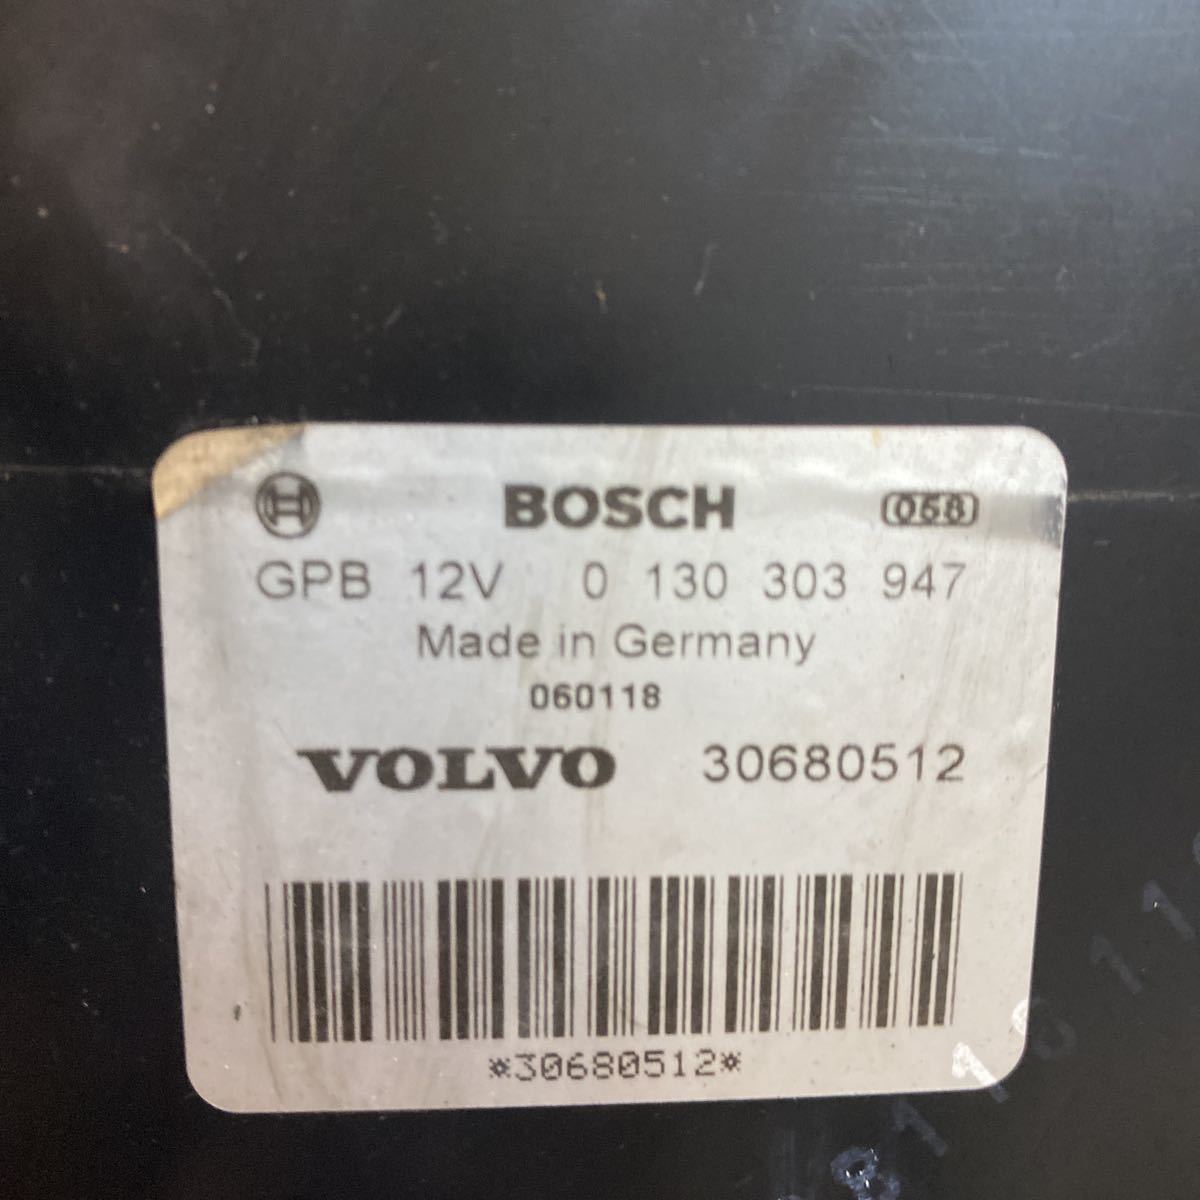 BOSCH 058
GPB 12V 0 130 303 947
Made in Germany
060118
VOLVO 30680512
*30680512*